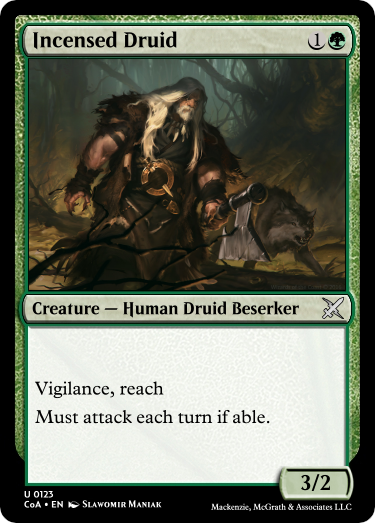 Incensed Druid 1
Creature — Human Druid Beserker
Vigilance, reach
Must attack each turn if able.
3/2
U 0123
CoA • EN Slawomir Maniak
Mackenzie, McGrath & Associates LLC